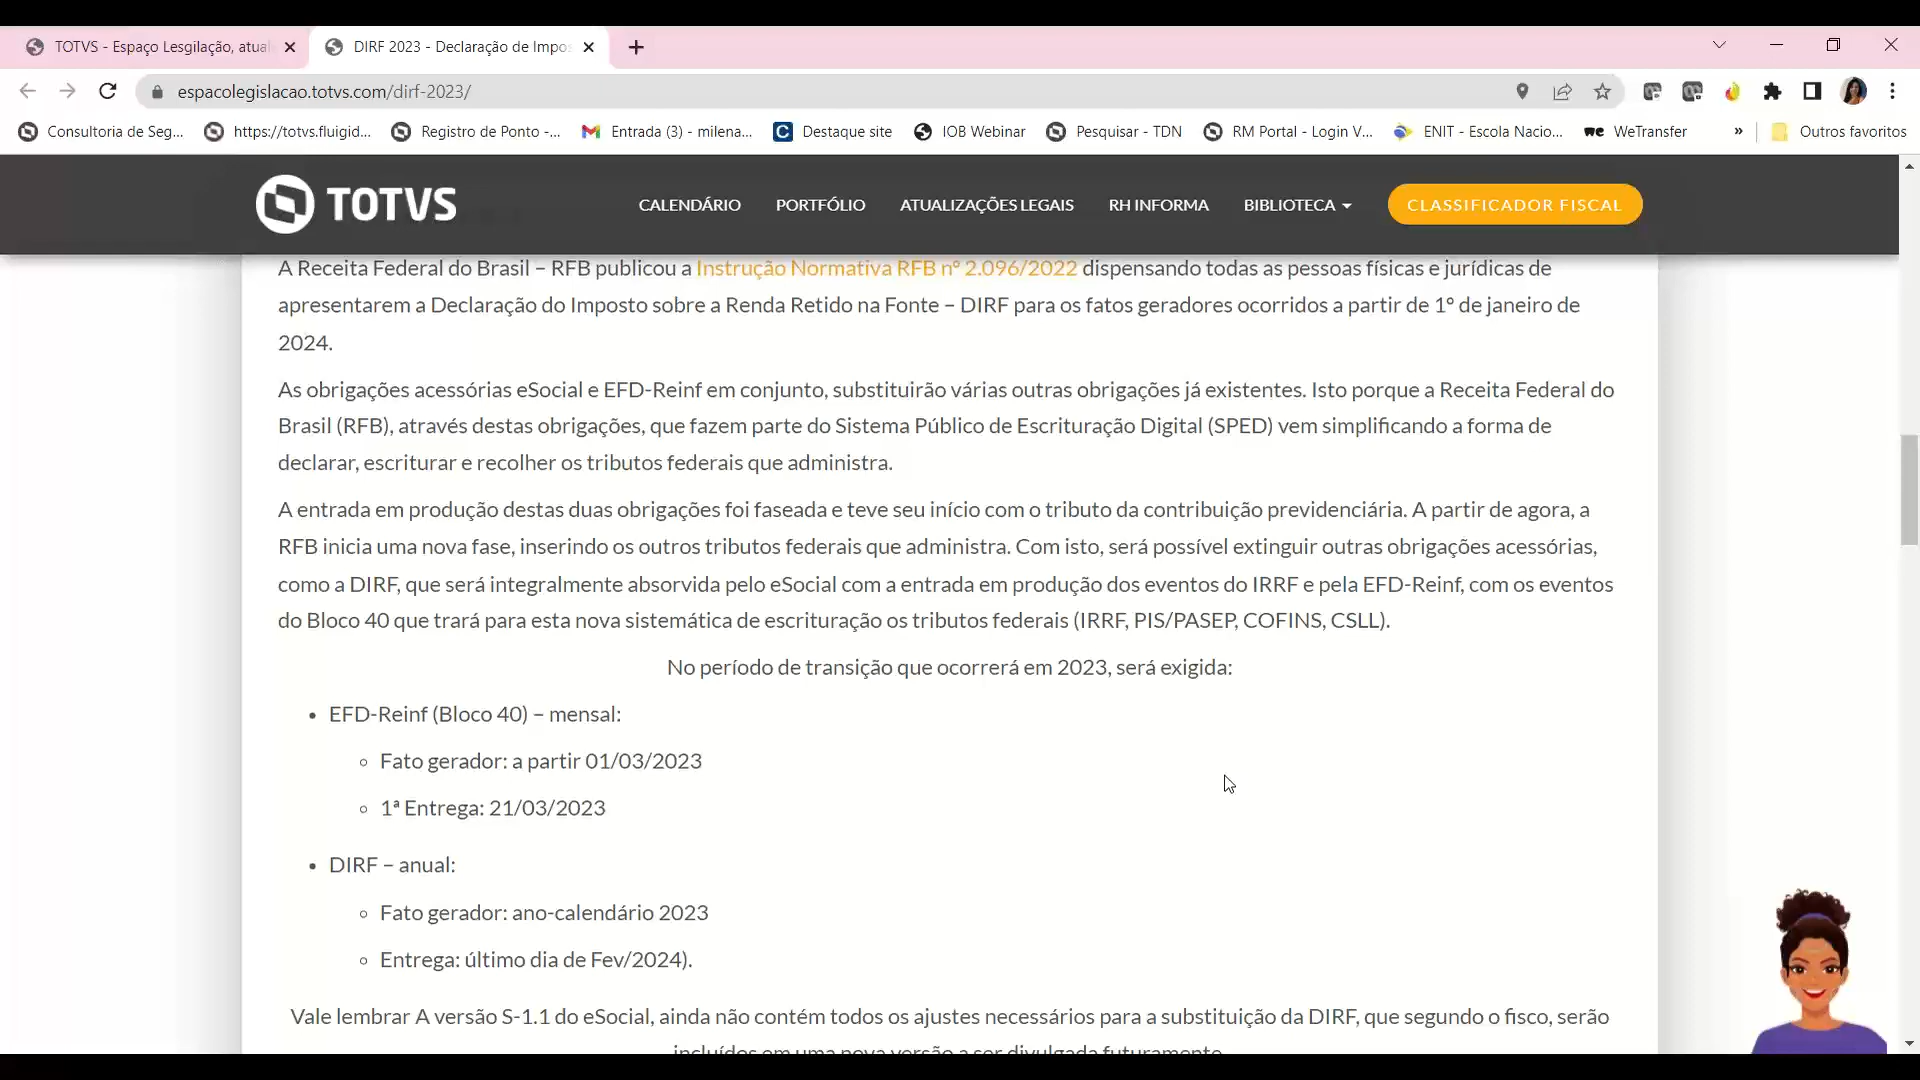 TOTVS - Espaço Lesgilação, atual
DIRF 2023 - Declaração de Impo
espacolegislacao.totvs.com/dirf-2023/
Consultoria de Seg...
https://totvs.fluigid...
Registro de Ponto -...
Entrada (3) - milena...
Destaque site
IOB Webinar
Pesquisar - TDN
RM Portal - Login V...
ENIT - Escola Nacio...
WeTransfer
»
Outros favoritos
TOTVS
CALENDÁRIO
PORTFÓLIO
ATUALIZAÇÕES LEGAIS
RH INFORMA
BIBLIOTECA
CLASSIFICADOR FISCAL
A Receita Federal do Brasil – RFB publicou a Instrução Normativa RFB nº 2.096/2022 dispensando todas as pessoas físicas e jurídicas de
apresentarem a Declaração do Imposto sobre a Renda Retido na Fonte – DIRF para os fatos geradores ocorridos a partir de 1º de janeiro de
2024.
As obrigações acessórias eSocial e EFD-Reinf em conjunto, substituirão várias outras obrigações já existentes. Isto porque a Receita Federal do
Brasil (RFB), através destas obrigações, que fazem parte do Sistema Público de Escrituração Digital (SPED) vem simplificando a forma de
declarar, escriturar e recolher os tributos federais que administra.
A entrada em produção destas duas obrigações foi faseada e teve seu início com o tributo da contribuição previdenciária. A partir de agora, a
RFB inicia uma nova fase, inserindo os outros tributos federais que administra. Com isto, será possível extinguir outras obrigações acessórias,
como a DIRF, que será integralmente absorvida pelo eSocial com a entrada em produção dos eventos do IRRF e pela EFD-Reinf, com os eventos
do Bloco 40 que trará para esta nova sistemática de escrituração os tributos federais (IRRF, PIS/PASEP, COFINS, CSLL).
No período de transição que ocorrerá em 2023, será exigida:
• EFD-Reinf (Bloco 40) – mensal:
◦ Fato gerador: a partir 01/03/2023
◦ 1ª Entrega: 21/03/2023
• DIRF – anual:
◦ Fato gerador: ano-calendário 2023
◦ Entrega: último dia de Fev/2024).
Vale lembrar A versão S-1.1 do eSocial, ainda não contém todos os ajustes necessários para a substituição da DIRF, que segundo o fisco, serão
incluídos em uma nova versão a ser divulgada futuramente